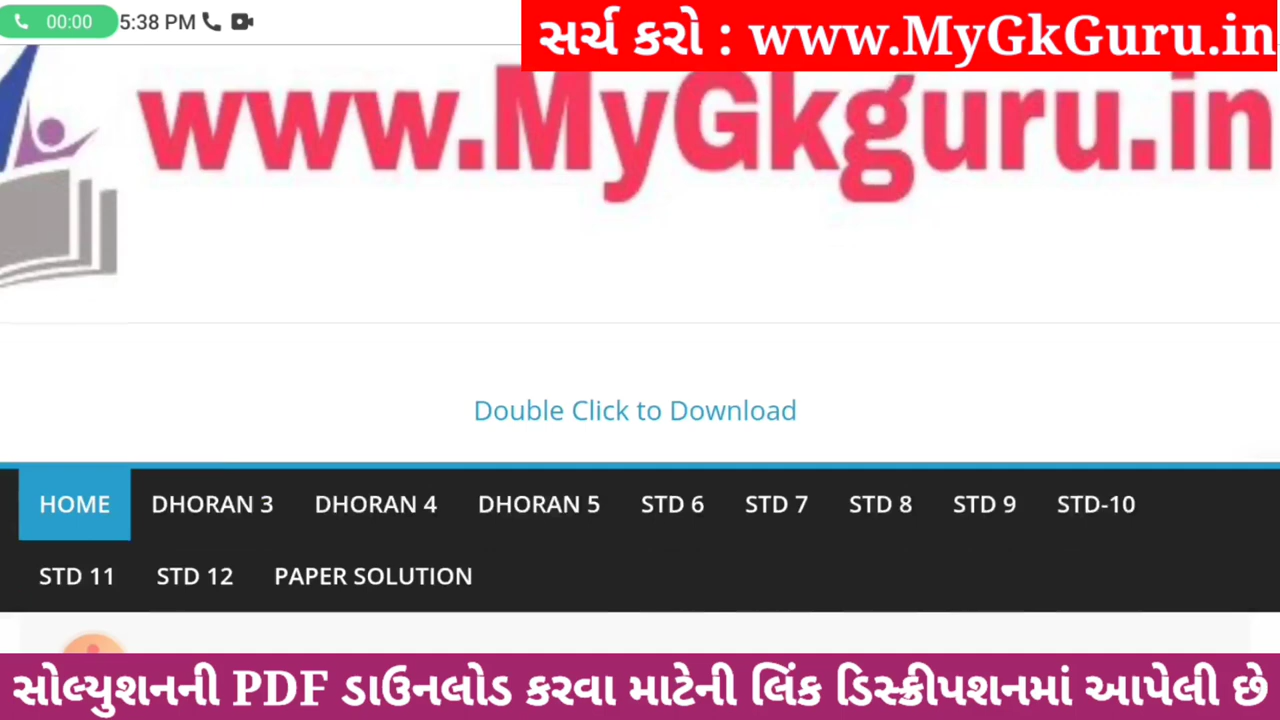 00:00 5:38 PM
સર્ચ કરો : www.MyGkGuru.in
www.MyGkguru.in
Double Click to Download
HOME DHORAN 3 DHORAN 4 DHORAN 5 STD 6 STD 7 STD 8 STD 9 STD-10
STD 11 STD 12 PAPER SOLUTION
સોલ્યુશનની PDF ડાઉનલોડ કરવા માટેની લિંક ડિસ્ક્રીપશનમાં આપેલી છે